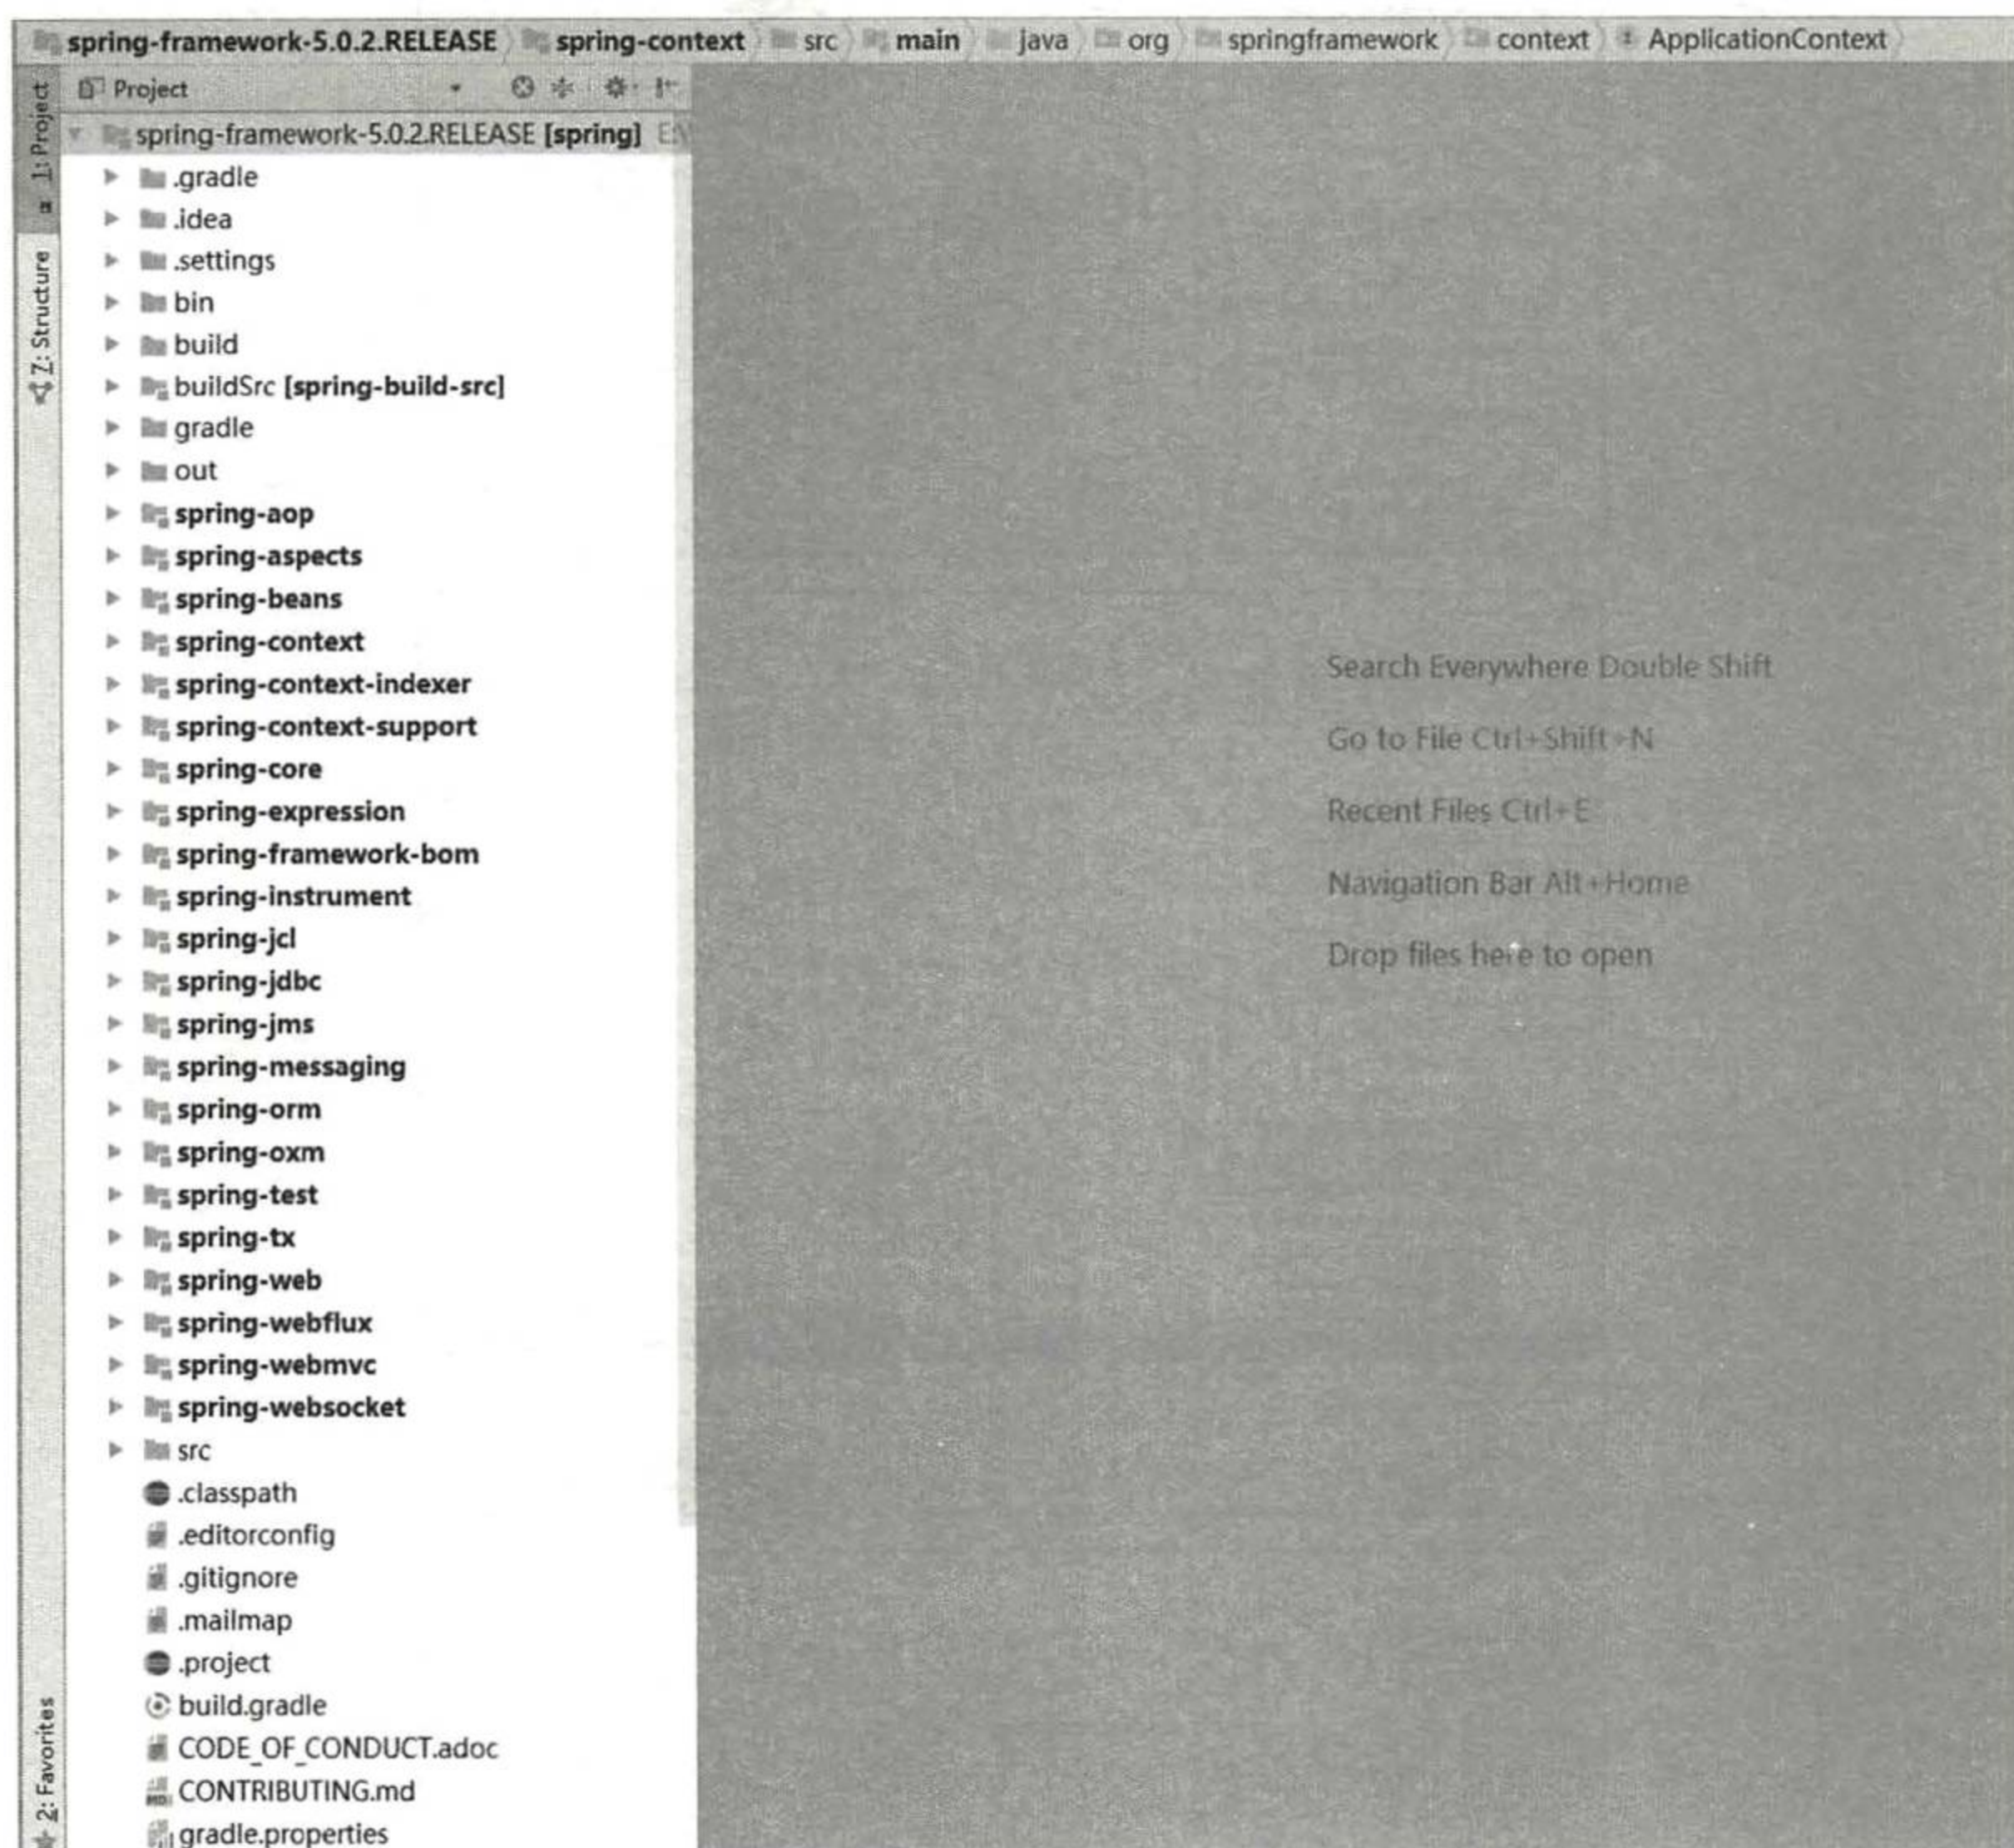 spring-framework-5.0.2.RELEASE spring-context src main java org springframework context ApplicationContext
Project
1: Project
Z: Structure
2: Favorites
spring-framework-5.0.2.RELEASE [spring] E:\
.gradle
.idea
.settings
bin
build
buildSrc [spring-build-src]
gradle
out
spring-aop
spring-aspects
spring-beans
spring-context
spring-context-indexer
spring-context-support
spring-core
spring-expression
spring-framework-bom
spring-instrument
spring-jcl
spring-jdbc
spring-jms
spring-messaging
spring-orm
spring-oxm
spring-test
spring-tx
spring-web
spring-webflux
spring-webmvc
spring-websocket
src
.classpath
.editorconfig
.gitignore
.mailmap
.project
build.gradle
CODE_OF_CONDUCT.adoc
CONTRIBUTING.md
gradle.properties
Search Everywhere Double Shift
Go to File Ctrl+Shift+N
Recent Files Ctrl+E
Navigation Bar Alt+Home
Drop files here to open